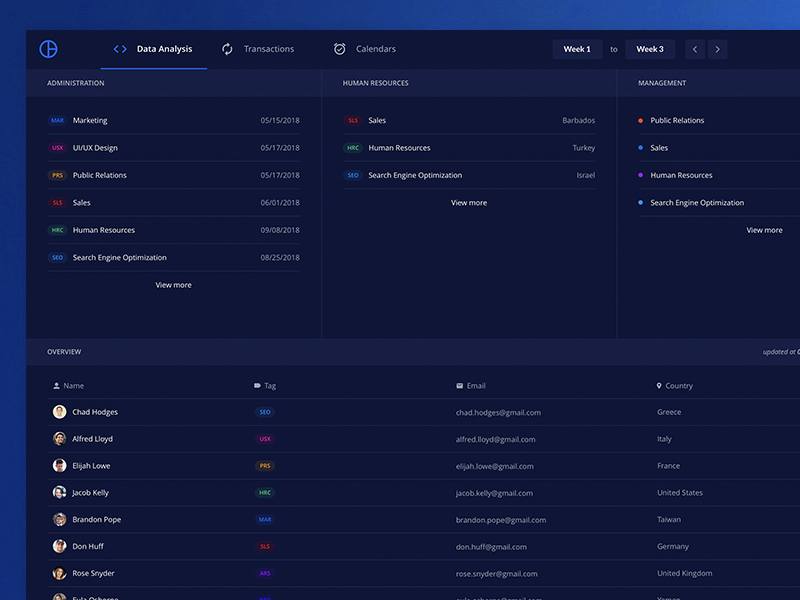 Data Analysis
Transactions
Calendars
Week 1 to Week 3
ADMINISTRATION
MAR Marketing 05/15/2018
USX UI/UX Design 05/17/2018
PRS Public Relations 05/17/2018
SLS Sales 06/01/2018
HRC Human Resources 09/08/2018
SEO Search Engine Optimization 08/25/2018
View more
HUMAN RESOURCES
SLS Sales Barbados
HRC Human Resources Turkey
SEO Search Engine Optimization Israel
View more
MANAGEMENT
Public Relations
Sales
Human Resources
Search Engine Optimization
View more
OVERVIEW updated at
Name Tag Email Country
Chad Hodges SEO chad.hodges@gmail.com Greece
Alfred Lloyd USX alfred.lloyd@gmail.com Italy
Elijah Lowe PRS elijah.lowe@gmail.com France
Jacob Kelly HRC jacob.kelly@gmail.com United States
Brandon Pope MAR brandon.pope@gmail.com Taiwan
Don Huff SLS don.huff@gmail.com Germany
Rose Snyder ARS rose.snyder@gmail.com United Kingdom